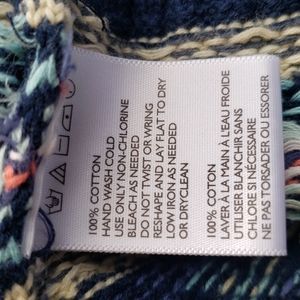 100% COTTON
HAND WASH COLD
USE ONLY NON-CHLORINE
BLEACH AS NEEDED
DO NOT TWIST OR WRING
RESHAPE AND LAY FLAT TO DRY
LOW IRON AS NEEDED
OR DRYCLEAN
100% COTON
LAVER À LA MAIN À L'EAU FROIDE
UTILISER BLANCHIR SANS
CHLORE SI NÉCESSAIRE
NE PAS TORSADER OU ESSORER